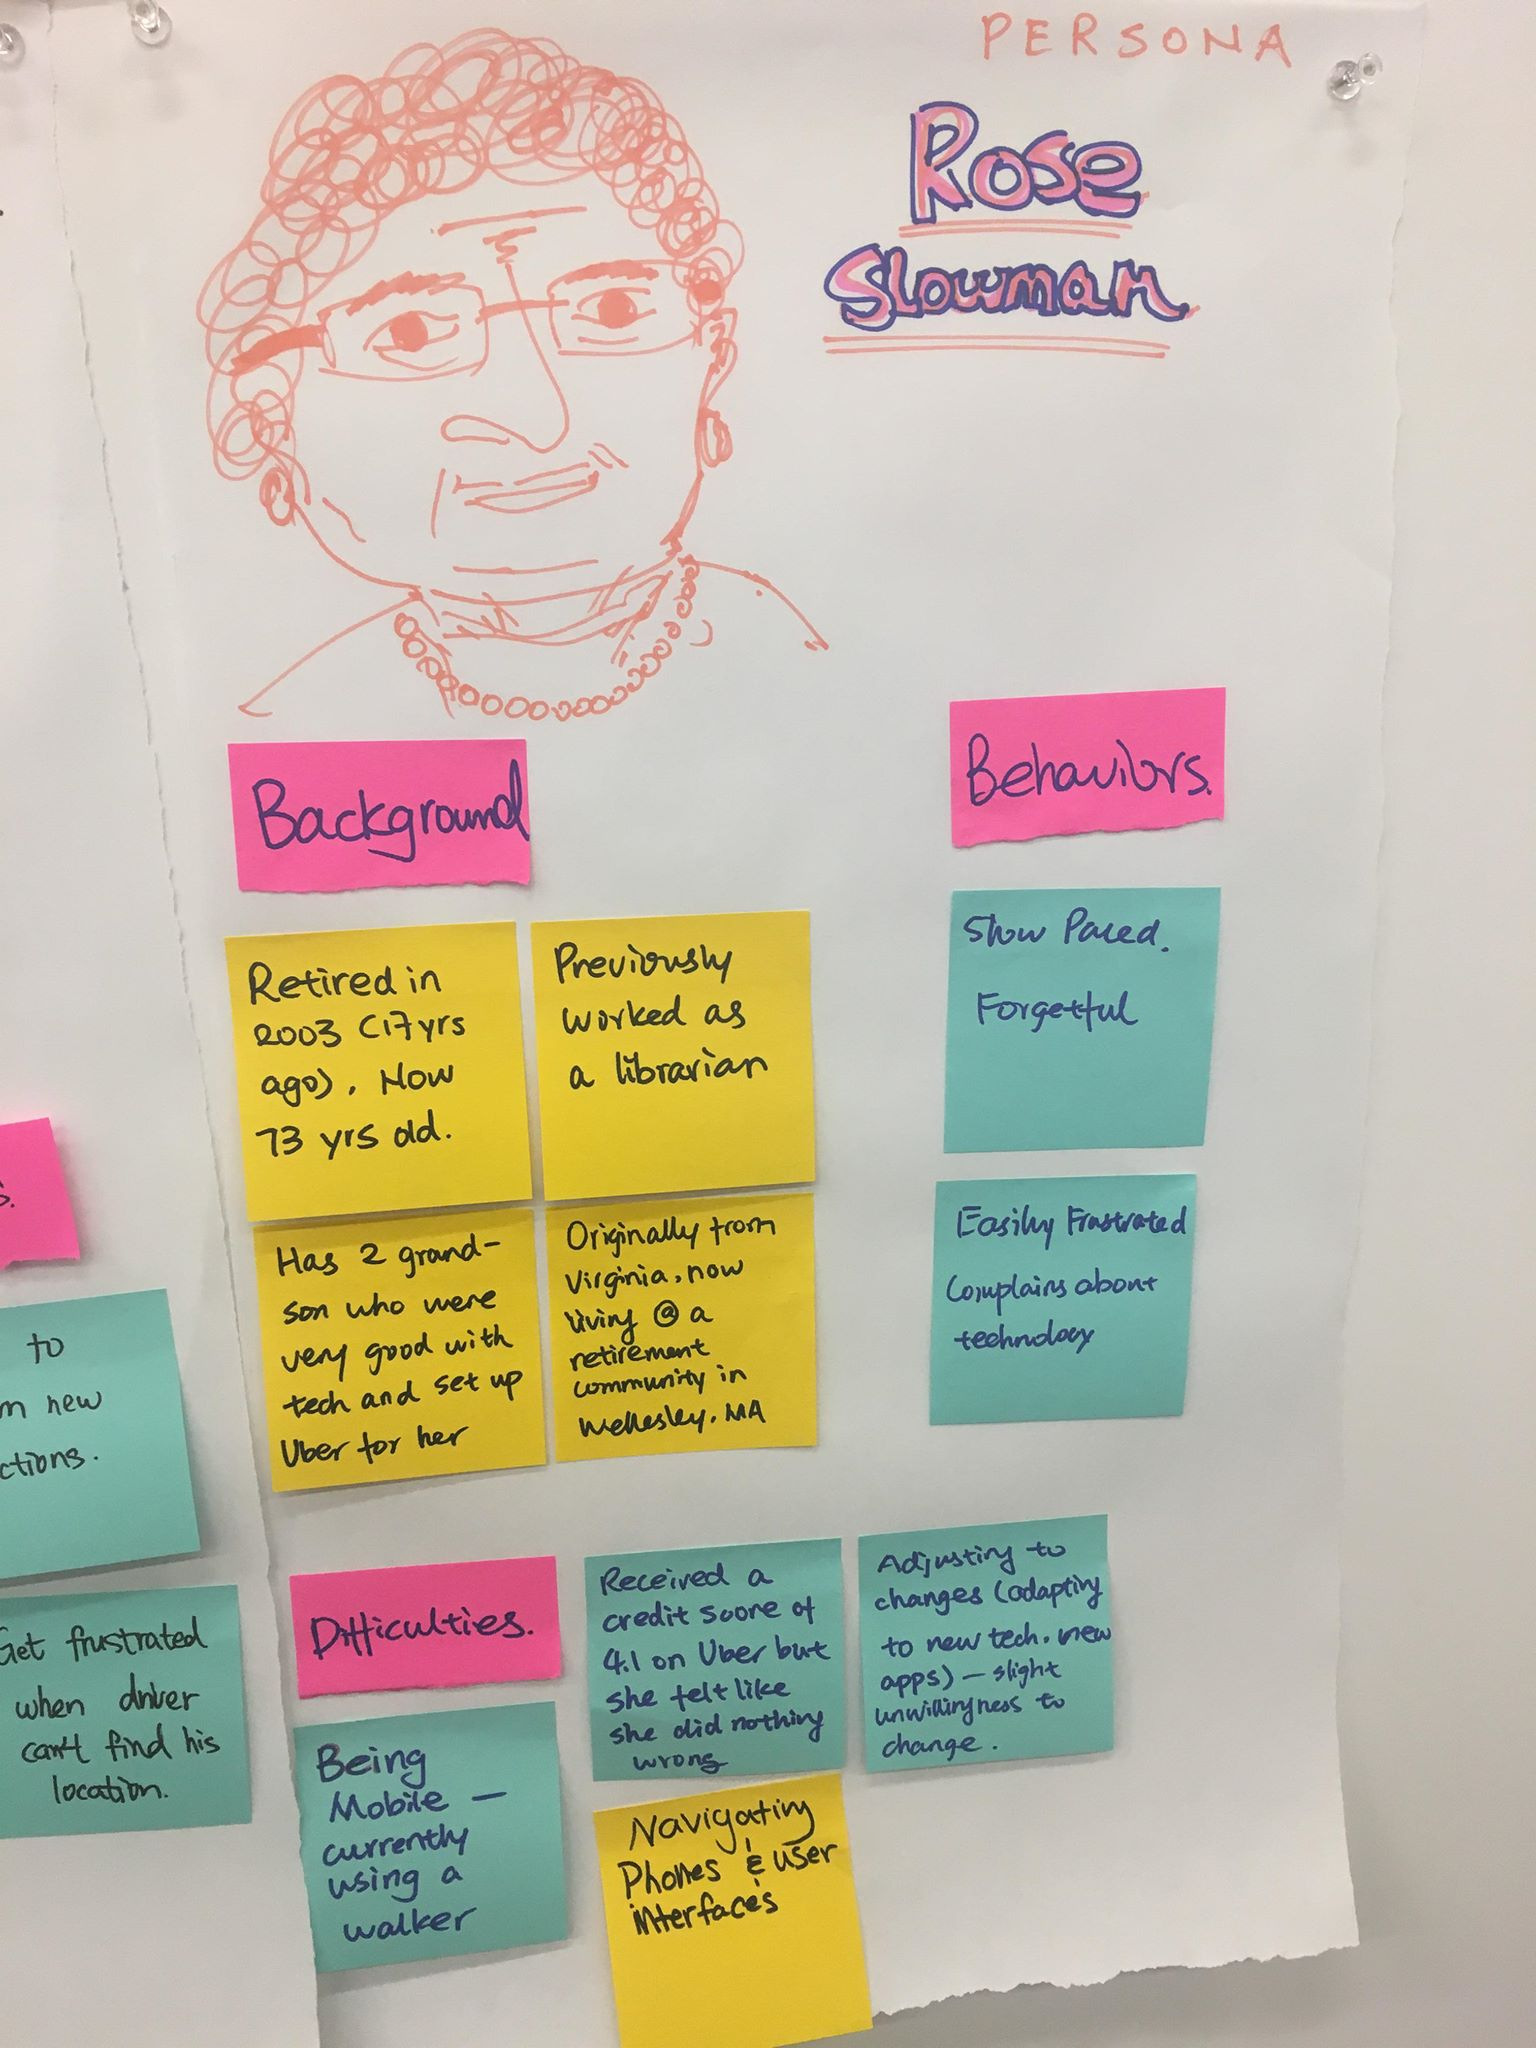 PERSONA
Rose
Slowman
Background
Retired in
2003 (17yrs
ago). Now
73 yrs old.
Previously
worked as
a librarian
Has 2 grand-
son who were
very good with
tech and set up
Uber for her
Originally from
Virginia, now
living @ a
retirement
community in
Wellesley, MA
Behaviors.
Slow Paced.
Forgetful
Easily Frustrated
Complains about
technology
Difficulties.
Being
Mobile —
currently
using a
walker
Received a
credit score of
4.1 on Uber but
she felt like
she did nothing
wrong
Adjusting to
changes (adapting
to new tech, new
apps) — slight
unwillingness to
change.
Navigating
Phones & user
interfaces
to
new
Get frustrated
when driver
can't find his
location.